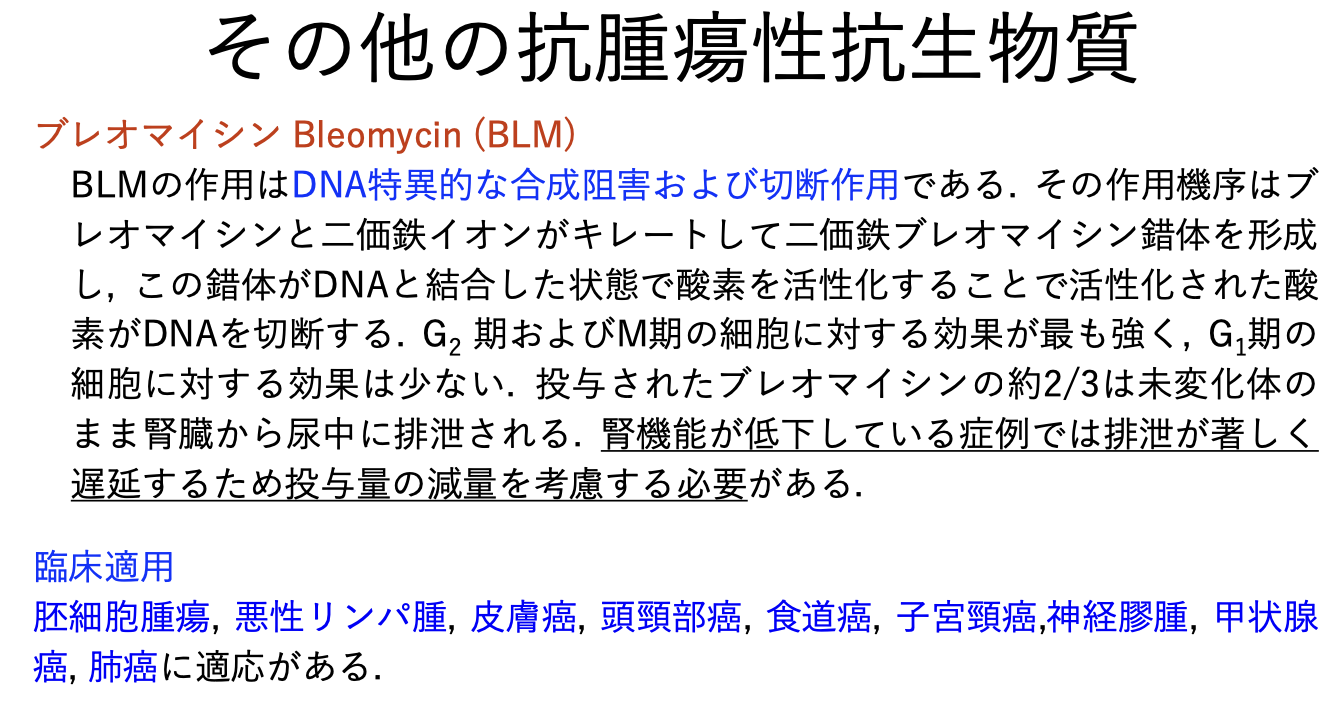 その他の抗腫瘍性抗生物質
ブレオマイシン Bleomycin (BLM)
BLMの作用はDNA特異的な合成阻害および切断作用である. その作用機序はブ
レオマイシンと二価鉄イオンがキレートして二価鉄ブレオマイシン錯体を形成
し, この錯体がDNAと結合した状態で酸素を活性化することで活性化された酸
素がDNAを切断する. G2 期およびM期の細胞に対する効果が最も強く, G1期の
細胞に対する効果は少ない. 投与されたブレオマイシンの約2/3は未変化体の
まま腎臓から尿中に排泄される. 腎機能が低下している症例では排泄が著しく
遅延するため投与量の減量を考慮する必要がある.
臨床適用
胚細胞腫瘍, 悪性リンパ腫, 皮膚癌, 頭頸部癌, 食道癌, 子宮頸癌,神経膠腫, 甲状腺
癌, 肺癌に適応がある.